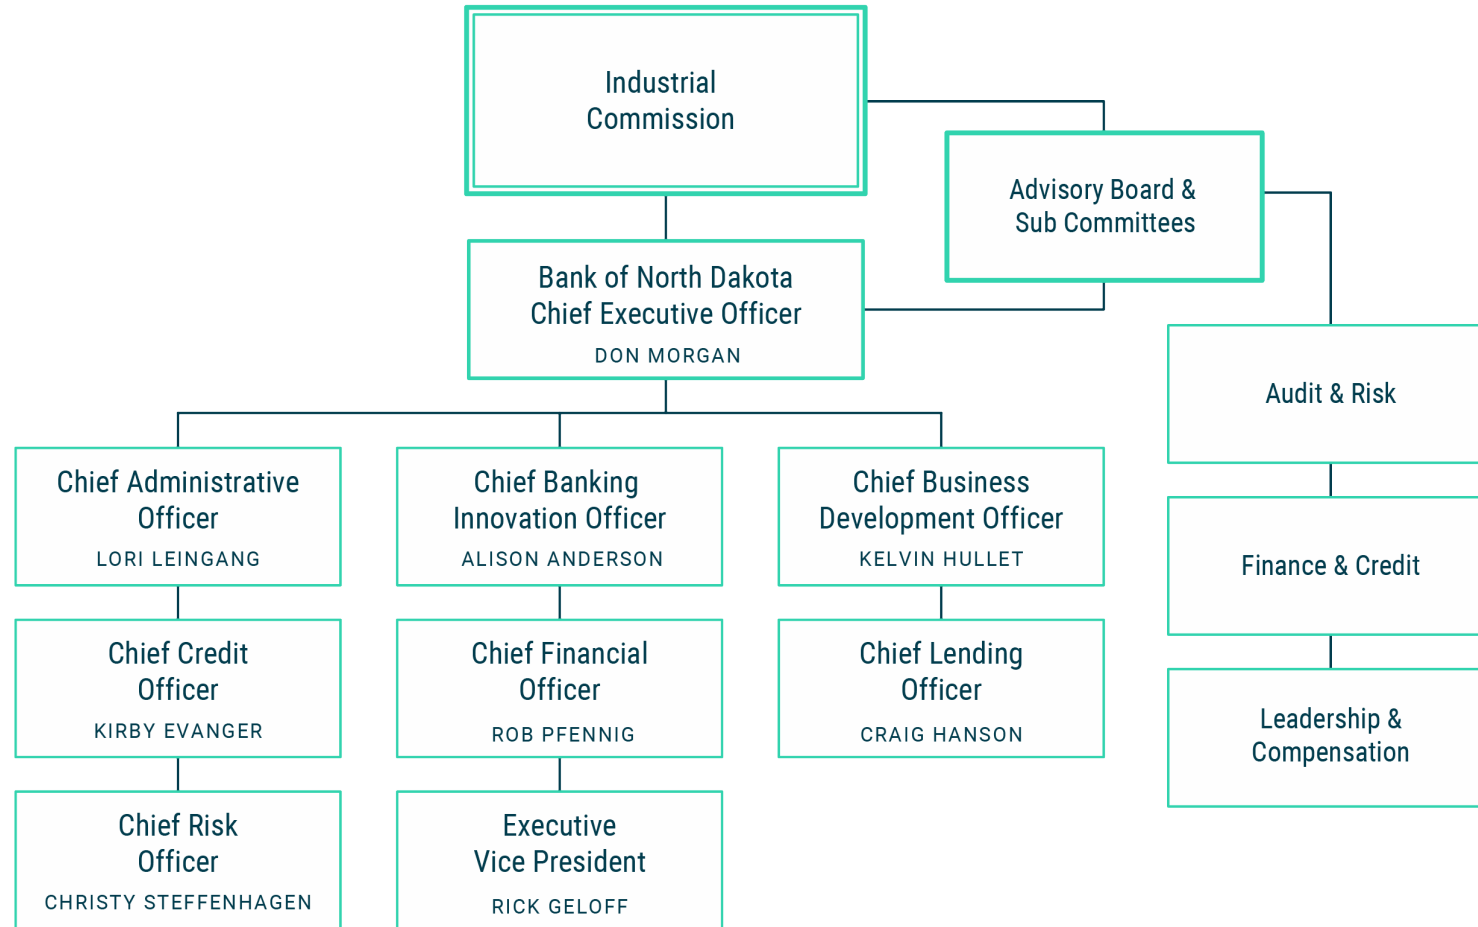 Industrial
Commission
Advisory Board &
Sub Committees
Bank of North Dakota
Chief Executive Officer
DON MORGAN
Audit & Risk
Chief Administrative
Officer
LORI LEINGANG
Chief Banking
Innovation Officer
ALISON ANDERSON
Chief Business
Development Officer
KELVIN HULLET
Finance & Credit
Chief Credit
Officer
KIRBY EVANGER
Chief Financial
Officer
ROB PFENNIG
Chief Lending
Officer
CRAIG HANSON
Leadership &
Compensation
Chief Risk
Officer
CHRISTY STEFFENHAGEN
Executive
Vice President
RICK GELOFF